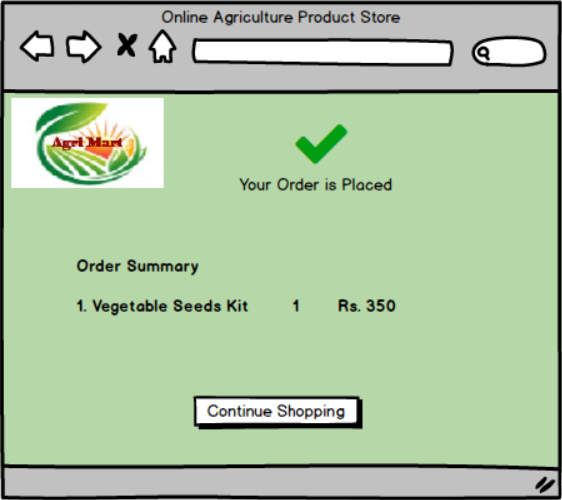 Online Agriculture Product Store
Agri Mart
Your Order is Placed
Order Summary
1. Vegetable Seeds Kit 1 Rs. 350
Continue Shopping